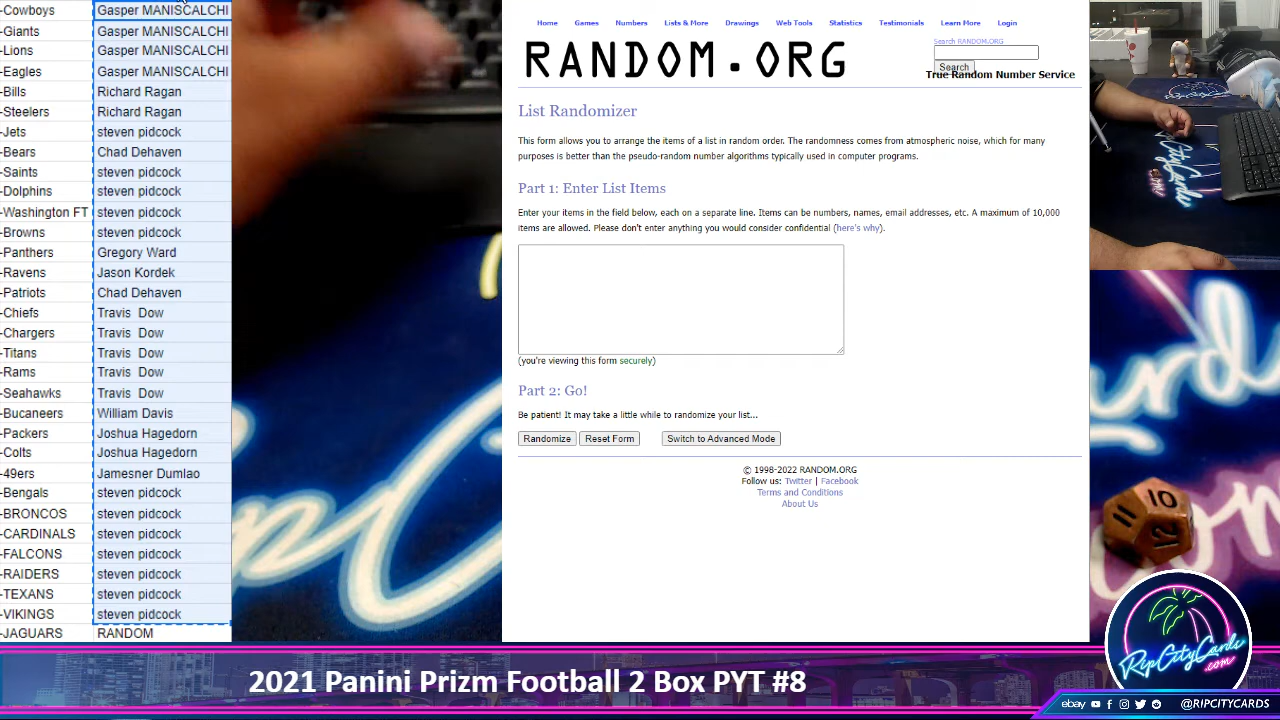 -Cowboys Gasper MANISCALCHI
-Giants Gasper MANISCALCHI
-Lions Gasper MANISCALCHI
-Eagles Gasper MANISCALCHI
-Bills Richard Ragan
-Steelers Richard Ragan
-Jets steven pidcock
-Bears Chad Dehaven
-Saints steven pidcock
-Dolphins steven pidcock
-Washington FT steven pidcock
-Browns steven pidcock
-Panthers Gregory Ward
-Ravens Jason Kordek
-Patriots Chad Dehaven
-Chiefs Travis Dow
-Chargers Travis Dow
-Titans Travis Dow
-Rams Travis Dow
-Seahawks Travis Dow
-Bucaneers William Davis
-Packers Joshua Hagedorn
-Colts Joshua Hagedorn
-49ers Jamesner Dumlao
-Bengals steven pidcock
-BRONCOS steven pidcock
-CARDINALS steven pidcock
-FALCONS steven pidcock
-RAIDERS steven pidcock
-TEXANS steven pidcock
-VIKINGS steven pidcock
-JAGUARS RANDOM
Home Games Numbers Lists & More Drawings Web Tools Statistics Testimonials Learn More Login
RANDOM.ORG
Search RANDOM.ORG
Search
True Random Number Service
List Randomizer
This form allows you to arrange the items of a list in random order. The randomness comes from atmospheric noise, which for many
purposes is better than the pseudo-random number algorithms typically used in computer programs.
Part 1: Enter List Items
Enter your items in the field below, each on a separate line. Items can be numbers, names, email addresses, etc. A maximum of 10,000
items are allowed. Please don't enter anything you would consider confidential (here's why).
(you're viewing this form securely)
Part 2: Go!
Be patient! It may take a little while to randomize your list...
Randomize Reset Form Switch to Advanced Mode
© 1998-2022 RANDOM.ORG
Follow us: Twitter | Facebook
Terms and Conditions
About Us
10
11
12
RipCityCards
.com
2021 Panini Prizm Football 2 Box PYT #8
ebay @RIPCITYCARDS